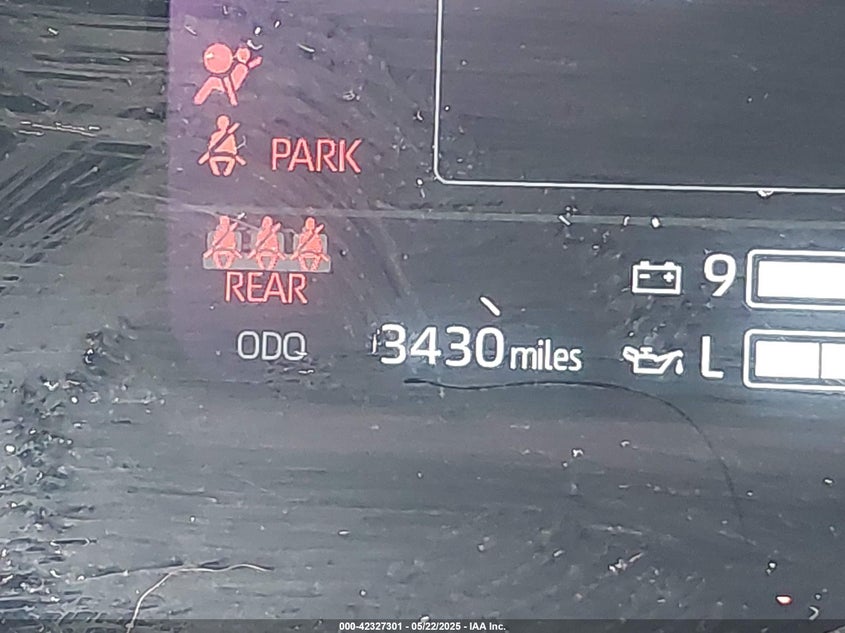 PARK
REAR
9
ODO 3430 miles L
000-42327301 - 05/22/2025 - IAA Inc.